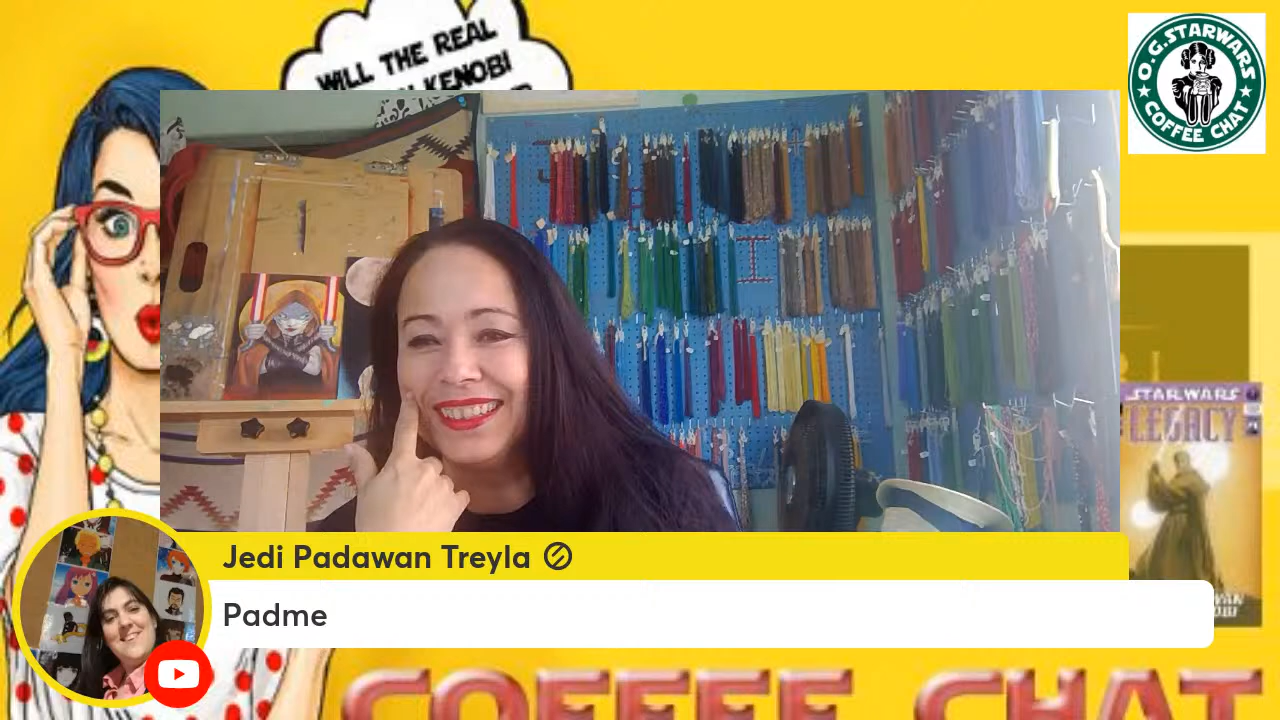 WILL THE REAL
KENOBI
O.G.STARWARS
COFFEE CHAT
STAR WARS
LEGACY
Jedi Padawan Treyla
Padme
COFFEE CHAT